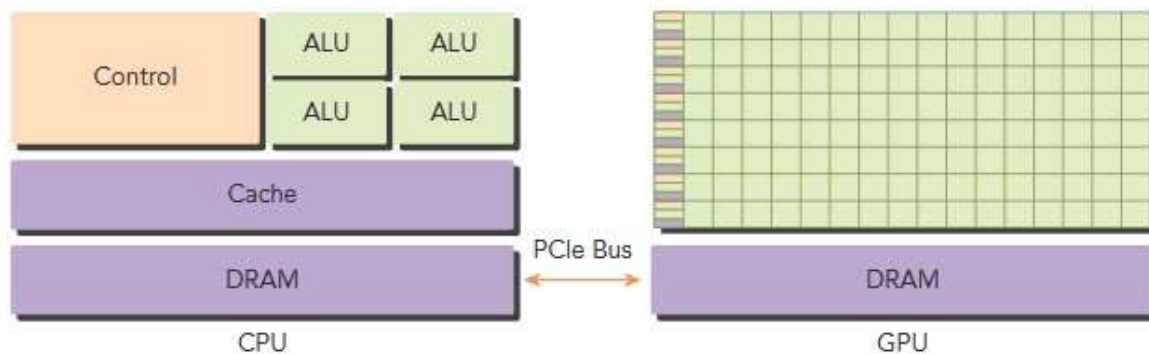 Control
ALU ALU
ALU ALU
Cache
DRAM
CPU
PCIe Bus
DRAM
GPU